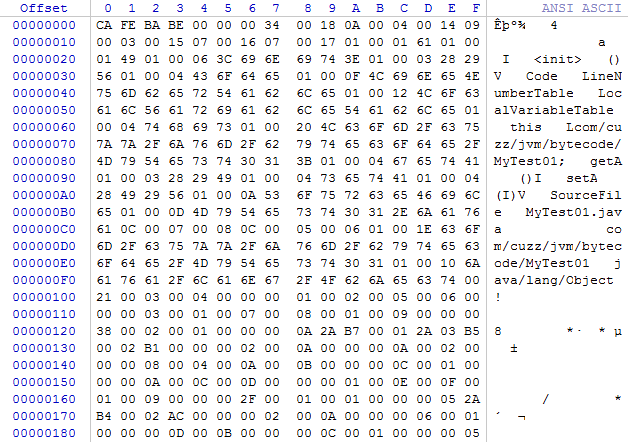 Offset 0 1 2 3 4 5 6 7 8 9 A B C D E F ANSI ASCII
00000000 CA FE BA BE 00 00 00 34 00 18 0A 00 04 00 14 09 Êþº¾ 4
00000010 00 03 00 15 07 00 16 07 00 17 01 00 01 61 01 00 a
00000020 01 49 01 00 06 3C 69 6E 69 74 3E 01 00 03 28 29 I <init> ()
00000030 56 01 00 04 43 6F 64 65 01 00 0F 4C 69 6E 65 4E V Code LineN
00000040 75 6D 62 65 72 54 61 62 6C 65 01 00 12 4C 6F 63 umberTable Loc
00000050 61 6C 56 61 72 69 61 62 6C 65 54 61 62 6C 65 01 alVariableTable
00000060 00 04 74 68 69 73 01 00 20 4C 63 6F 6D 2F 63 75 this Lcom/cu
00000070 7A 7A 2F 6A 76 6D 2F 62 79 74 65 63 6F 64 65 2F zz/jvm/bytecode/
00000080 4D 79 54 65 73 74 30 31 3B 01 00 04 67 65 74 41 MyTest01; getA
00000090 01 00 03 28 29 49 01 00 04 73 65 74 41 01 00 04 ()I setA
000000A0 28 49 29 56 01 00 0A 53 6F 75 72 63 65 46 69 6C (I)V SourceFil
000000B0 65 01 00 0D 4D 79 54 65 73 74 30 31 2E 6A 61 76 e MyTest01.jav
000000C0 61 0C 00 07 00 08 0C 00 05 00 06 01 00 1E 63 6F a co
000000D0 6D 2F 63 75 7A 7A 2F 6A 76 6D 2F 62 79 74 65 63 m/cuzz/jvm/bytec
000000E0 6F 64 65 2F 4D 79 54 65 73 74 30 31 01 00 10 6A ode/MyTest01 j
000000F0 61 76 61 2F 6C 61 6E 67 2F 4F 62 6A 65 63 74 00 ava/lang/Object
00000100 21 00 03 00 04 00 00 00 01 00 02 00 05 00 06 00 !
00000110 00 00 03 00 01 00 07 00 08 00 01 00 09 00 00 00
00000120 38 00 02 00 01 00 00 00 0A 2A B7 00 01 2A 03 B5 8 *· * µ
00000130 00 02 B1 00 00 00 02 00 0A 00 00 00 0A 00 02 00 ±
00000140 00 00 08 00 04 00 0A 00 0B 00 00 00 0C 00 01 00
00000150 00 00 0A 00 0C 00 0D 00 00 00 01 00 0E 00 0F 00
00000160 01 00 09 00 00 00 2F 00 01 00 01 00 00 00 05 2A / *
00000170 B4 00 02 AC 00 00 00 02 00 0A 00 00 00 06 00 01 ´ ¬
00000180 00 00 00 0D 00 0B 00 00 00 0C 00 01 00 00 00 05